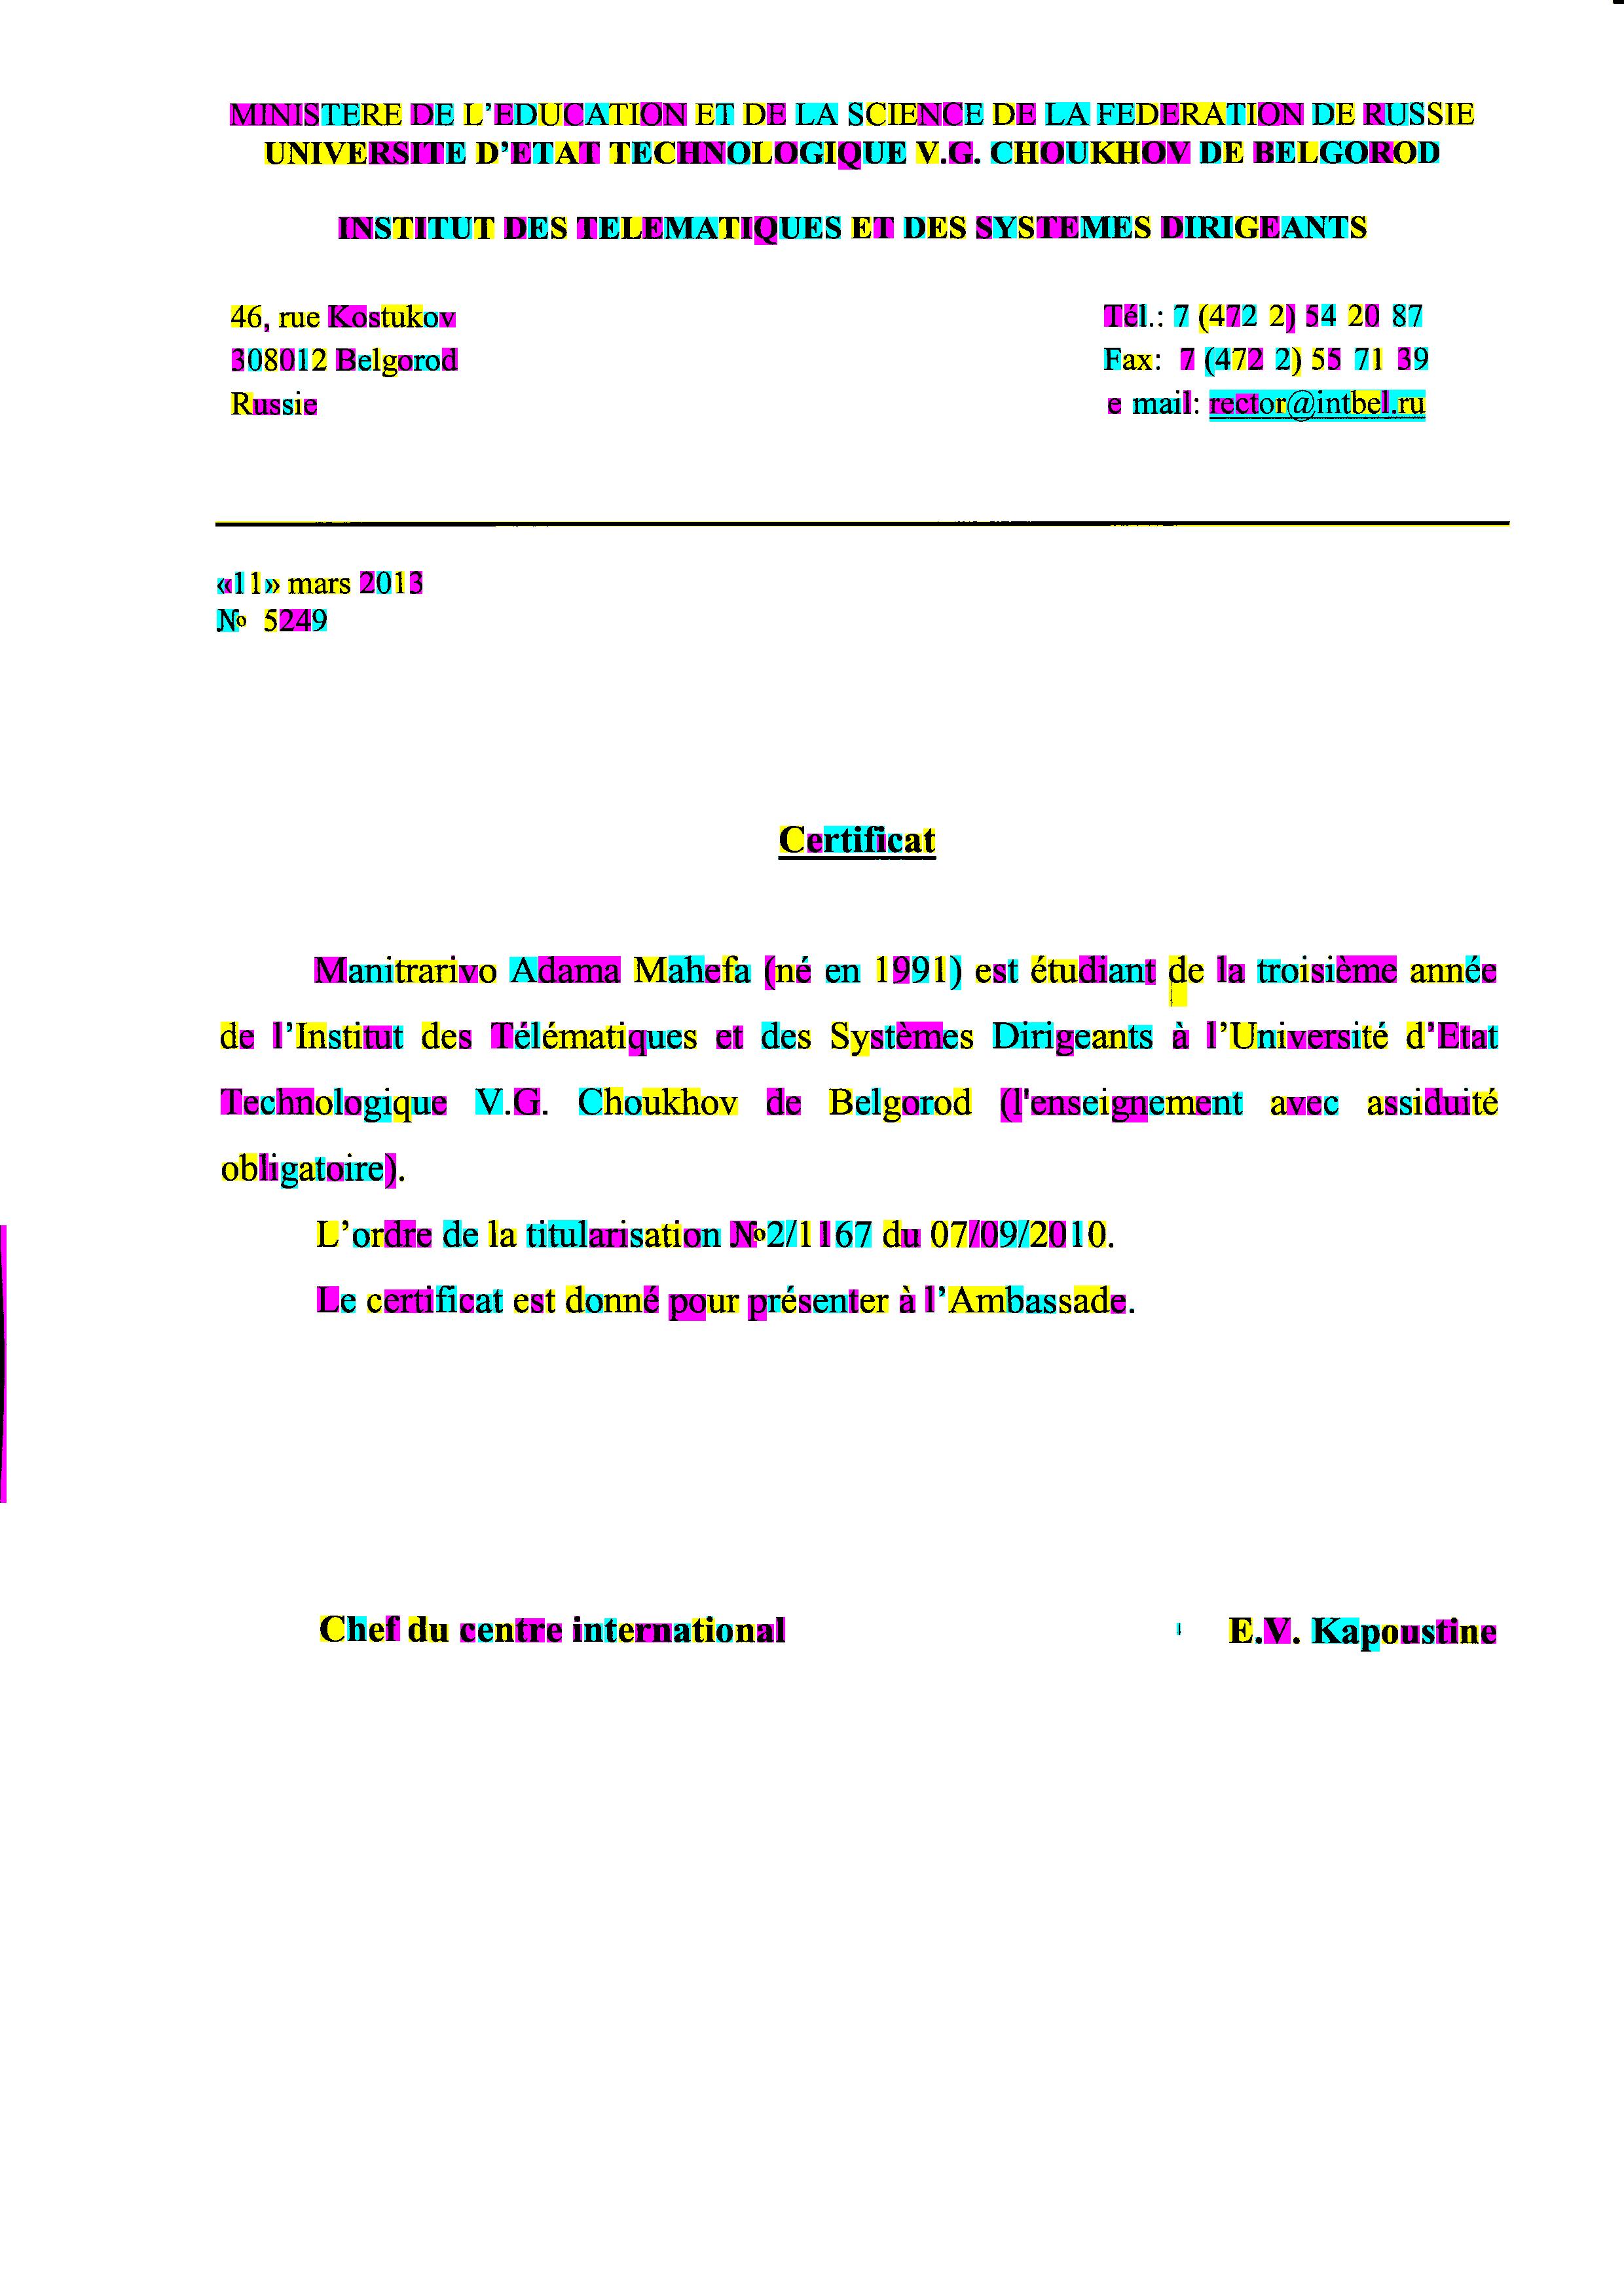 MINISTERE DE L’EDUCATION ET DE LA SCIENCE DE LA FEDERATION DE RUSSIE
UNIVERSITE D’ETAT TECHNOLOGIQUE V.G. CHOUKHOV DE BELGOROD
INSTITUT DES TELEMATIQUES ET DES SYSTEMES DIRIGEANTS
46, rue Kostukov
308012 Belgorod
Russie
Tél.: 7 (472 2) 54 20 87
Fax: 7 (472 2) 55 71 39
e mail: rector@intbel.ru
«11» mars 2013
№ 5249
Certificat
Manitrarivo Adama Mahefa (né en 1991) est étudiant de la troisième année
de l’Institut des Télématiques et des Systèmes Dirigeants à l’Université d’Etat
Technologique V.G. Choukhov de Belgorod (l'enseignement avec assiduité
obligatoire).
L’ordre de la titularisation №2/1167 du 07/09/2010.
Le certificat est donné pour présenter à l’Ambassade.
Chef du centre international E.V. Kapoustine